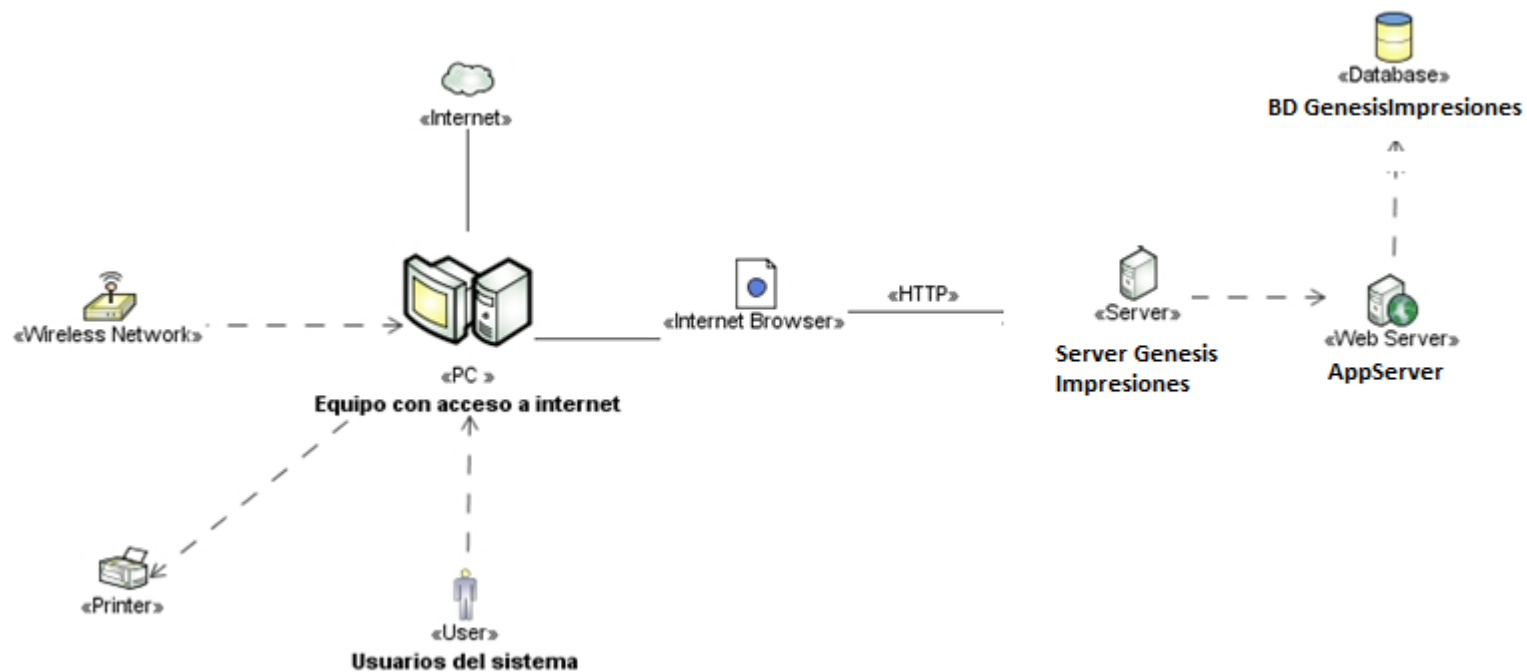 «Database»
BD GenesisImpresiones
«Internet»
«HTTP»
«Wireless Network»
«Internet Browser»
«Server»
«Web Server»
Server Genesis
Impresiones
AppServer
«PC »
Equipo con acceso a internet
«Printer»
«User»
Usuarios del sistema